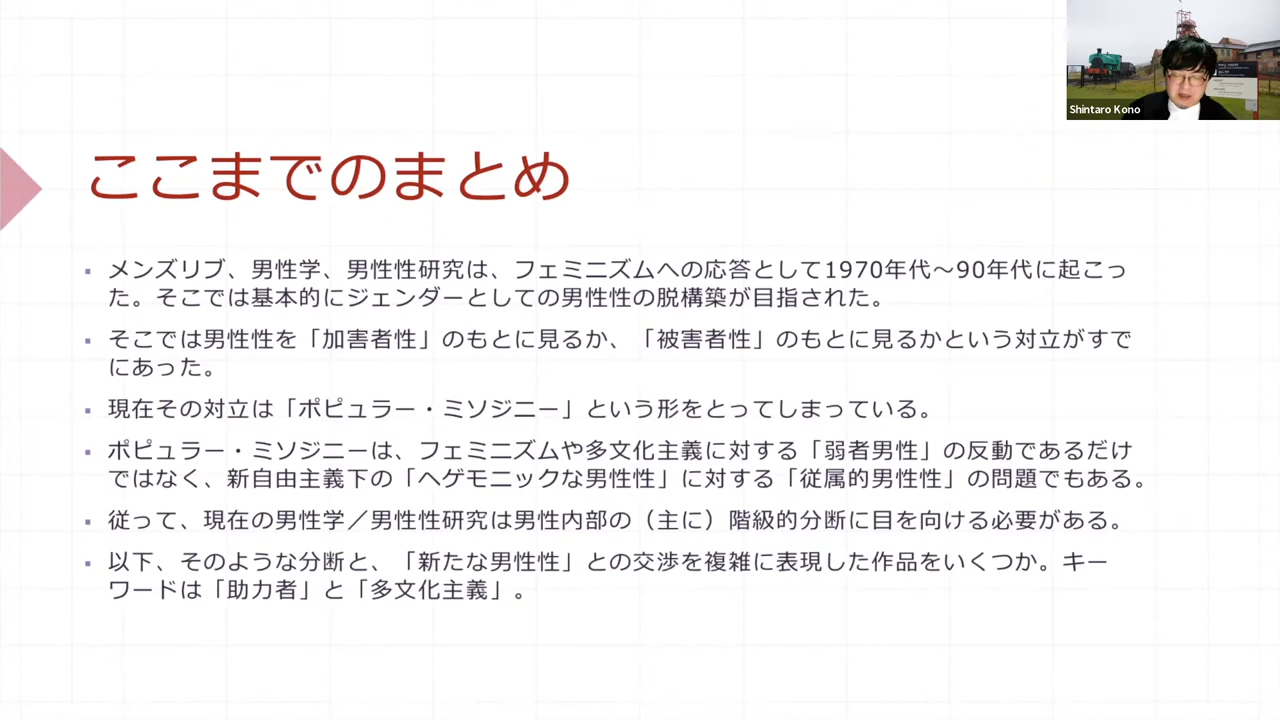 Shintaro Kono
ここまでのまとめ
メンズリブ、男性学、男性性研究は、フェミニズムへの応答として1970年代～90年代に起こっ
た。そこでは基本的にジェンダーとしての男性性の脱構築が目指された。
そこでは男性性を「加害者性」のもとに見るか、「被害者性」のもとに見るかという対立がすで
にあった。
現在その対立は「ポピュラー・ミソジニー」という形をとってしまっている。
ポピュラー・ミソジニーは、フェミニズムや多文化主義に対する「弱者男性」の反動であるだけ
ではなく、新自由主義下の「ヘゲモニックな男性性」に対する「従属的男性性」の問題でもある。
従って、現在の男性学／男性性研究は男性内部の（主に）階級的分断に目を向ける必要がある。
以下、そのような分断と、「新たな男性性」との交渉を複雑に表現した作品をいくつか。キー
ワードは「助力者」と「多文化主義」。